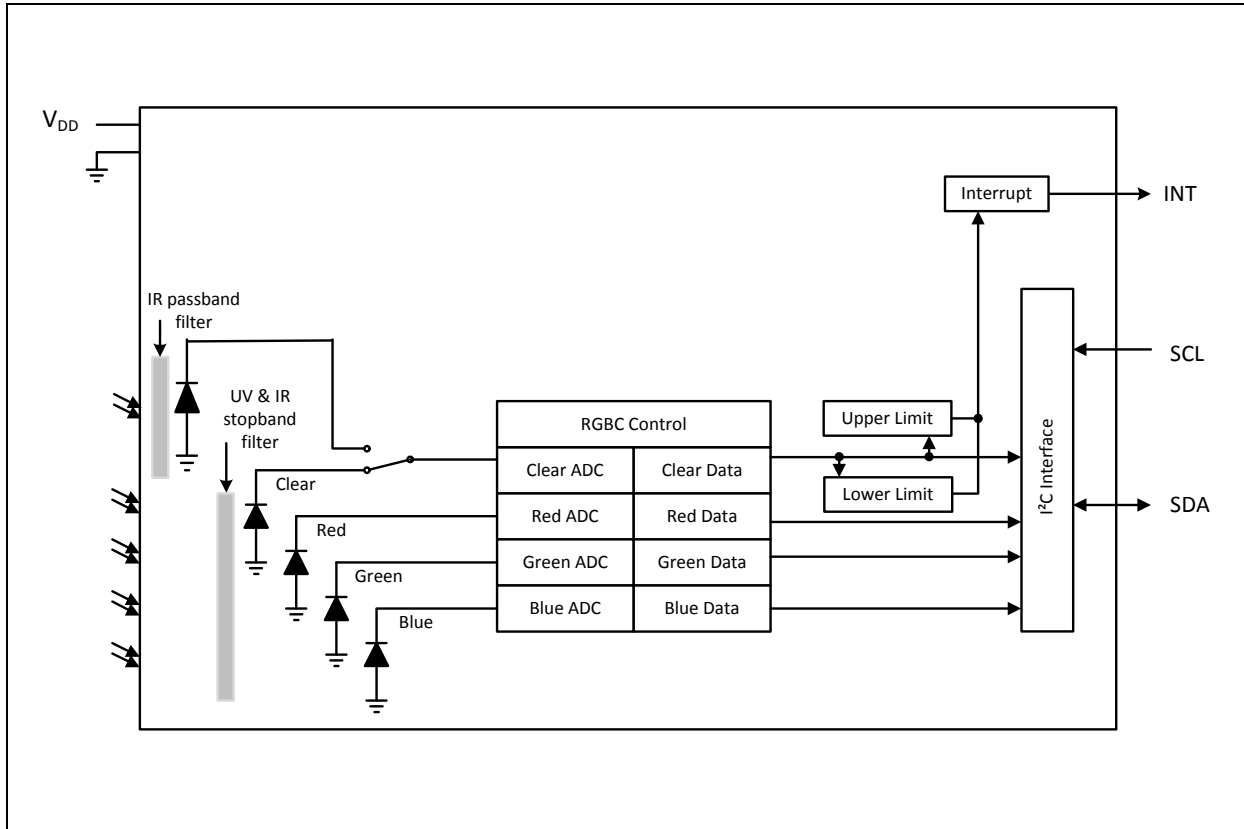 V_DD
Interrupt
INT
IR passband
filter
UV & IR
stopband
filter
SCL
RGBC Control
Upper Limit
Clear ADC
Clear Data
Clear
Lower Limit
I²C Interface
Red
Red ADC
Red Data
SDA
Green
Green ADC
Green Data
Blue
Blue ADC
Blue Data